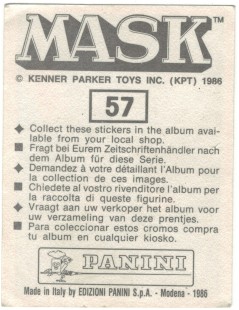 MASK™
© KENNER PARKER TOYS INC. (KPT) 1986
57
Collect these stickers in the album avai-
lable from your local shop.
Fragt bei Eurem Zeitschriftenhändler nach
dem Album für diese Serie.
Demandez à votre détaillant l'Album pour
la collection de ces images.
Chiedete al vostro rivenditore l'album per
la raccolta di queste figurine.
Vraagt aan uw verkoper het album voor
uw verzameling van deze prentjes.
Para coleccionar estos cromos compra
tu album en cualquier kiosko.
PANINI
Made in Italy by EDIZIONI PANINI S.p.A. - Modena - 1986